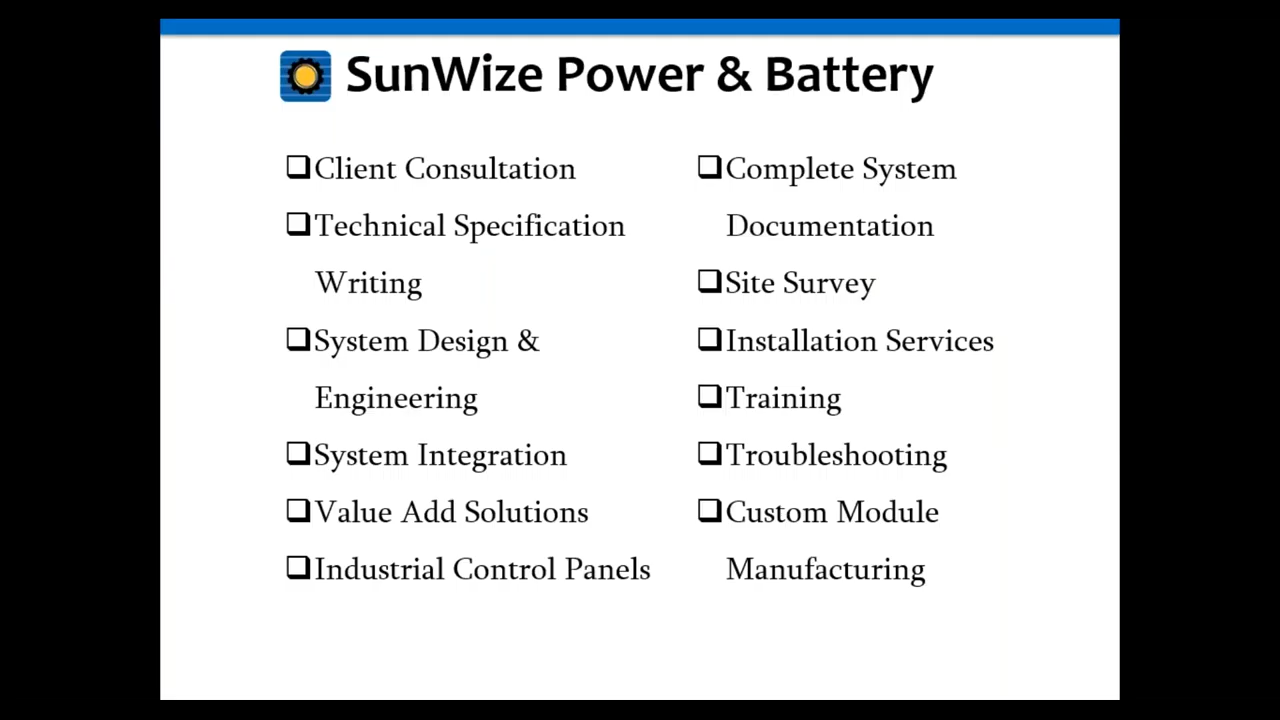 SunWize Power & Battery
Client Consultation
Technical Specification
Writing
System Design &
Engineering
System Integration
Value Add Solutions
Industrial Control Panels
Complete System
Documentation
Site Survey
Installation Services
Training
Troubleshooting
Custom Module
Manufacturing